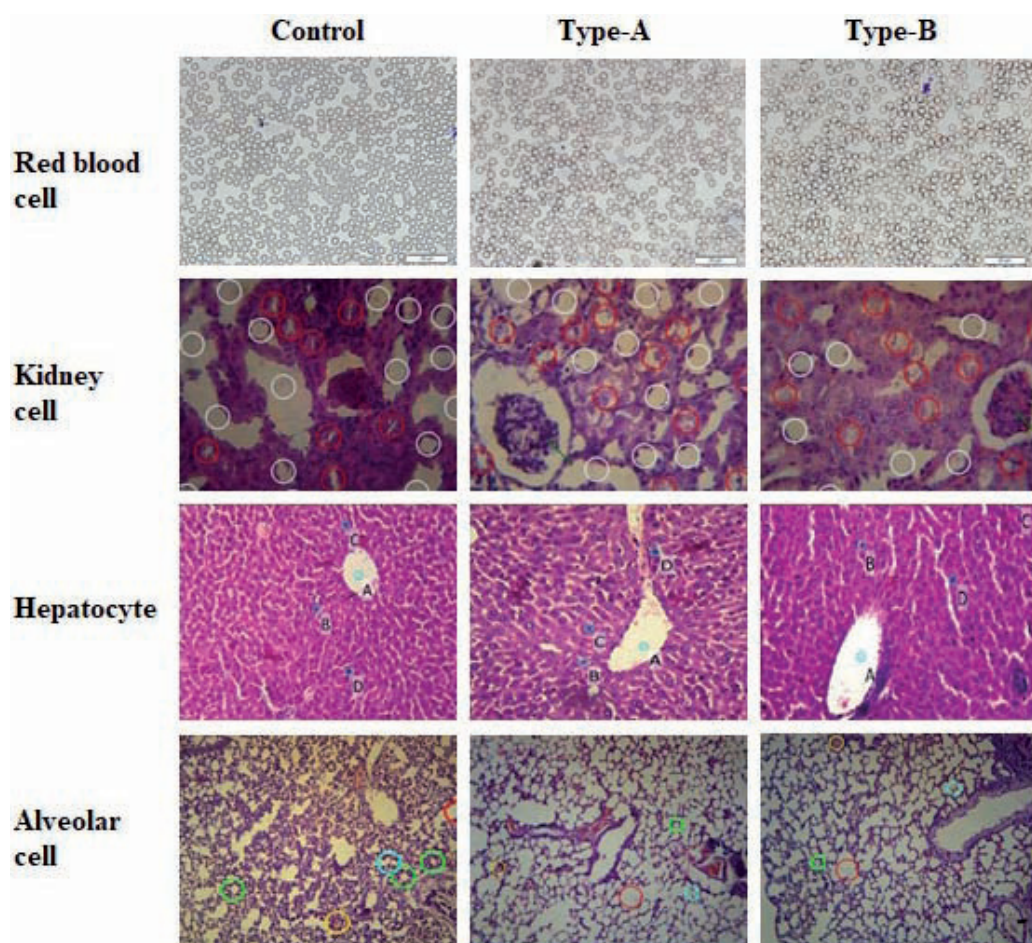 Control Type-A Type-B
Red blood
cell
Kidney
cell
Hepatocyte
C
A
B
D
D
C
A
B
B
D
A
Alveolar
cell